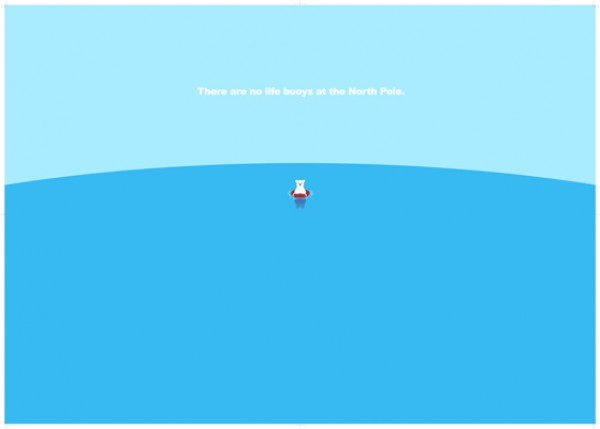 There are no life buoys at the North Pole.